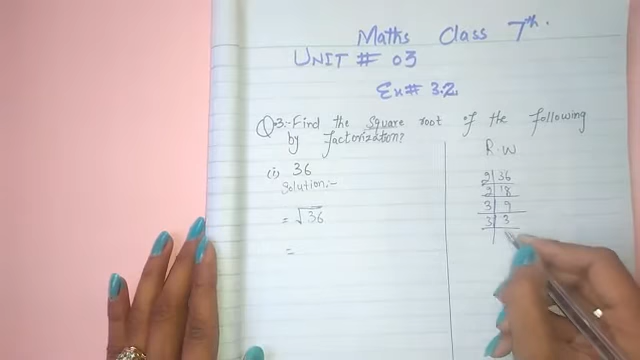 Maths Class 7th.
UNIT # 03
Ex# 3.2
Q.3:- Find the square root of the following
by factorization?
R.W
(i) 36
Solution:-
= √36
=
2 | 36
2 | 18
3 | 9
3 | 3